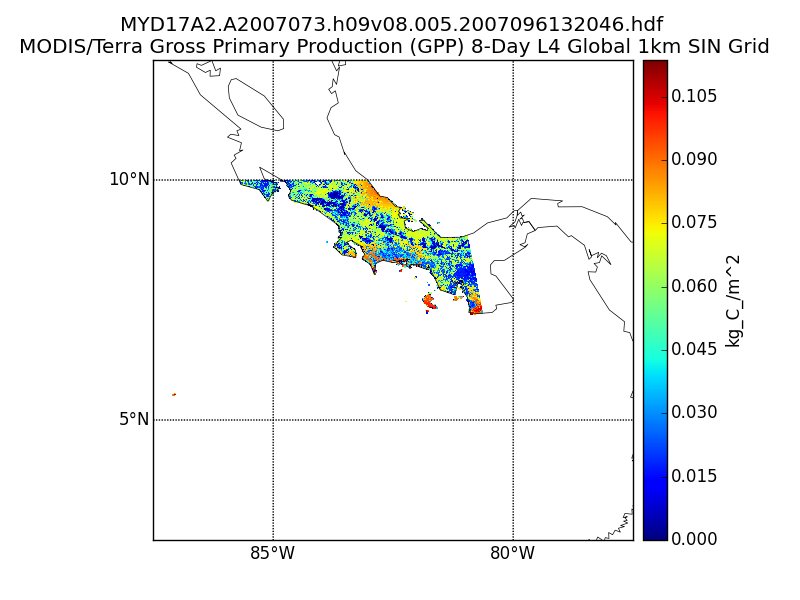 MYD17A2.A2007073.h09v08.005.2007096132046.hdf
MODIS/Terra Gross Primary Production (GPP) 8-Day L4 Global 1km SIN Grid
10°N
5°N
85°W
80°W
0.105
0.090
0.075
0.060
0.045
0.030
0.015
0.000
kg_C_/m^2